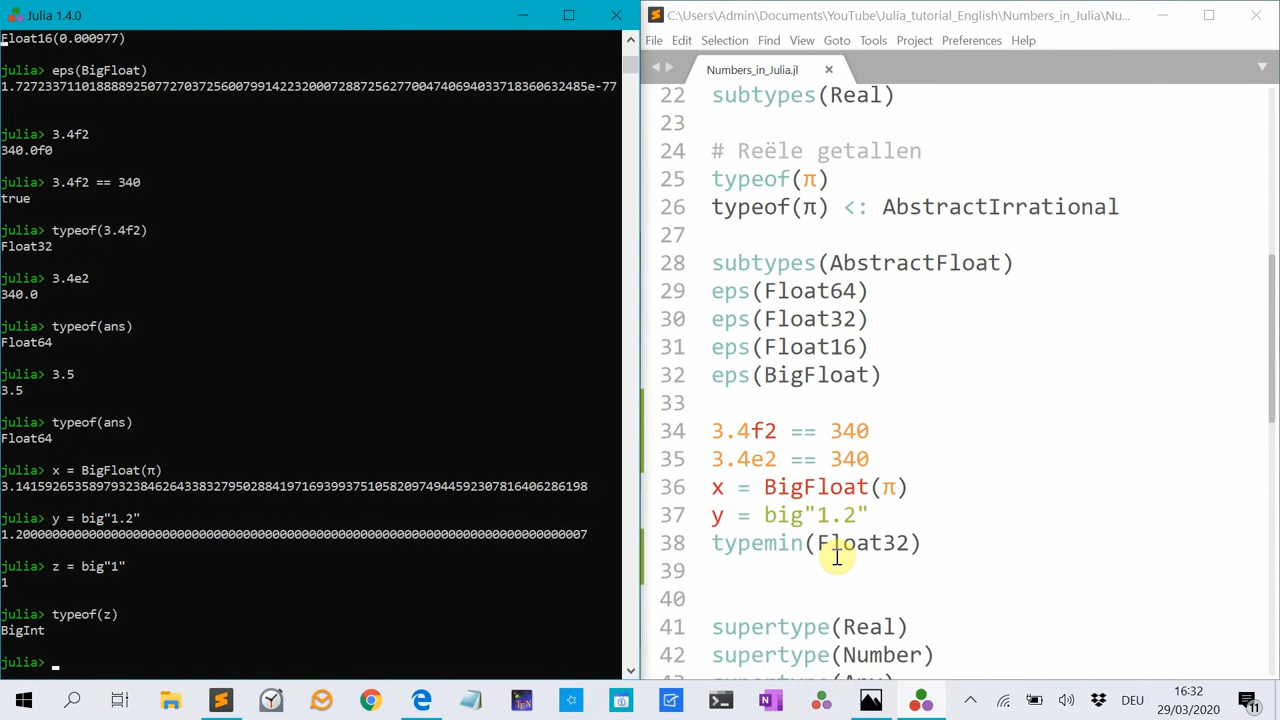 Julia 1.4.0
Float16(0.000977)
julia> eps(BigFloat)
julia> 3.4f2
340.0f0
julia> 3.4f2 == 340
true
julia> typeof(3.4f2)
Float32
julia> 3.4e2
340.0
julia> typeof(ans)
Float64
julia> 3.5
3.5
julia> typeof(ans)
Float64
julia> x = BigFloat(π)
3.141592653589793238462643383279502884197169399375105820974944592307816406286198
julia> y = big"1.2"
julia> z = big"1"
1
julia> typeof(z)
BigInt
julia>
C:\Users\Admin\Documents\YouTube\Julia_tutorial_English\Numbers_in_Julia\Nu...
File Edit Selection Find View Goto Tools Project Preferences Help
Numbers_in_Julia.jl
22 subtypes(Real)
23
24 # Reële getallen
25 typeof(π)
26 typeof(π) <: AbstractIrrational
27
28 subtypes(AbstractFloat)
29 eps(Float64)
30 eps(Float32)
31 eps(Float16)
32 eps(BigFloat)
33
34 3.4f2 == 340
35 3.4e2 == 340
36 x = BigFloat(π)
37 y = big"1.2"
38 typemin(Float32)
39
40
41 supertype(Real)
42 supertype(Number)
DEU
16:32
29/03/2020
11